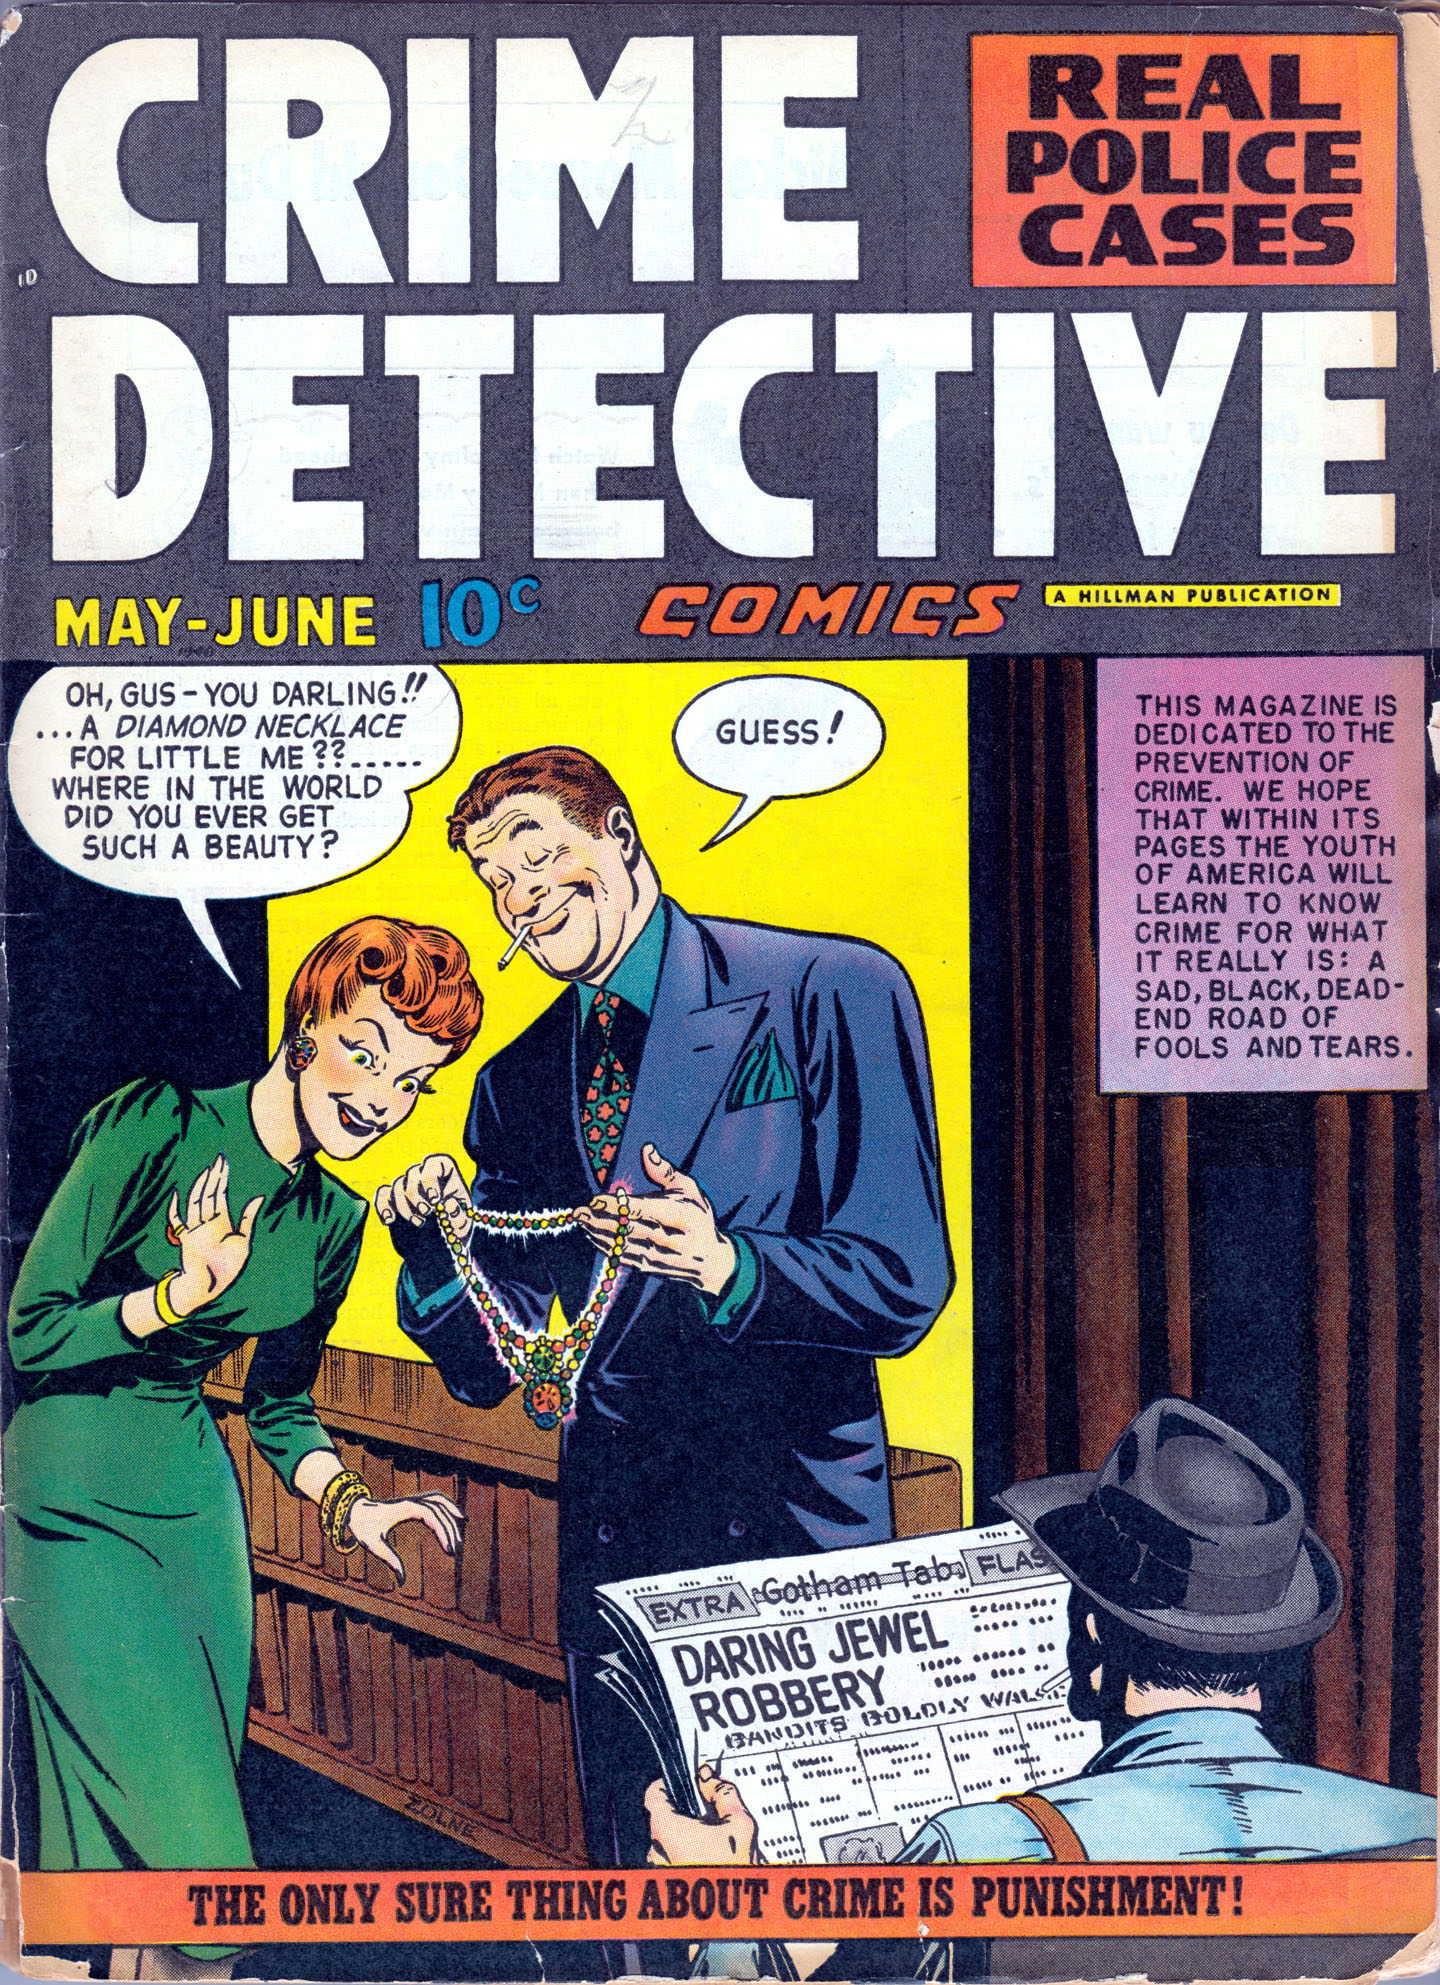 CRIME
DETECTIVE
REAL
POLICE
CASES
1D
MAY-JUNE 10¢ COMICS A HILLMAN PUBLICATION
OH, GUS - YOU DARLING!!
...A DIAMOND NECKLACE
FOR LITTLE ME??.....
WHERE IN THE WORLD
DID YOU EVER GET
SUCH A BEAUTY?
GUESS!
THIS MAGAZINE IS
DEDICATED TO THE
PREVENTION OF
CRIME. WE HOPE
THAT WITHIN ITS
PAGES THE YOUTH
OF AMERICA WILL
LEARN TO KNOW
CRIME FOR WHAT
IT REALLY IS: A
SAD, BLACK, DEAD-
END ROAD OF
FOOLS AND TEARS.
EXTRA Gotham Tab. FLAS
DARING JEWEL
ROBBERY
BANDITS BOLDLY
ZOLNE
THE ONLY SURE THING ABOUT CRIME IS PUNISHMENT!